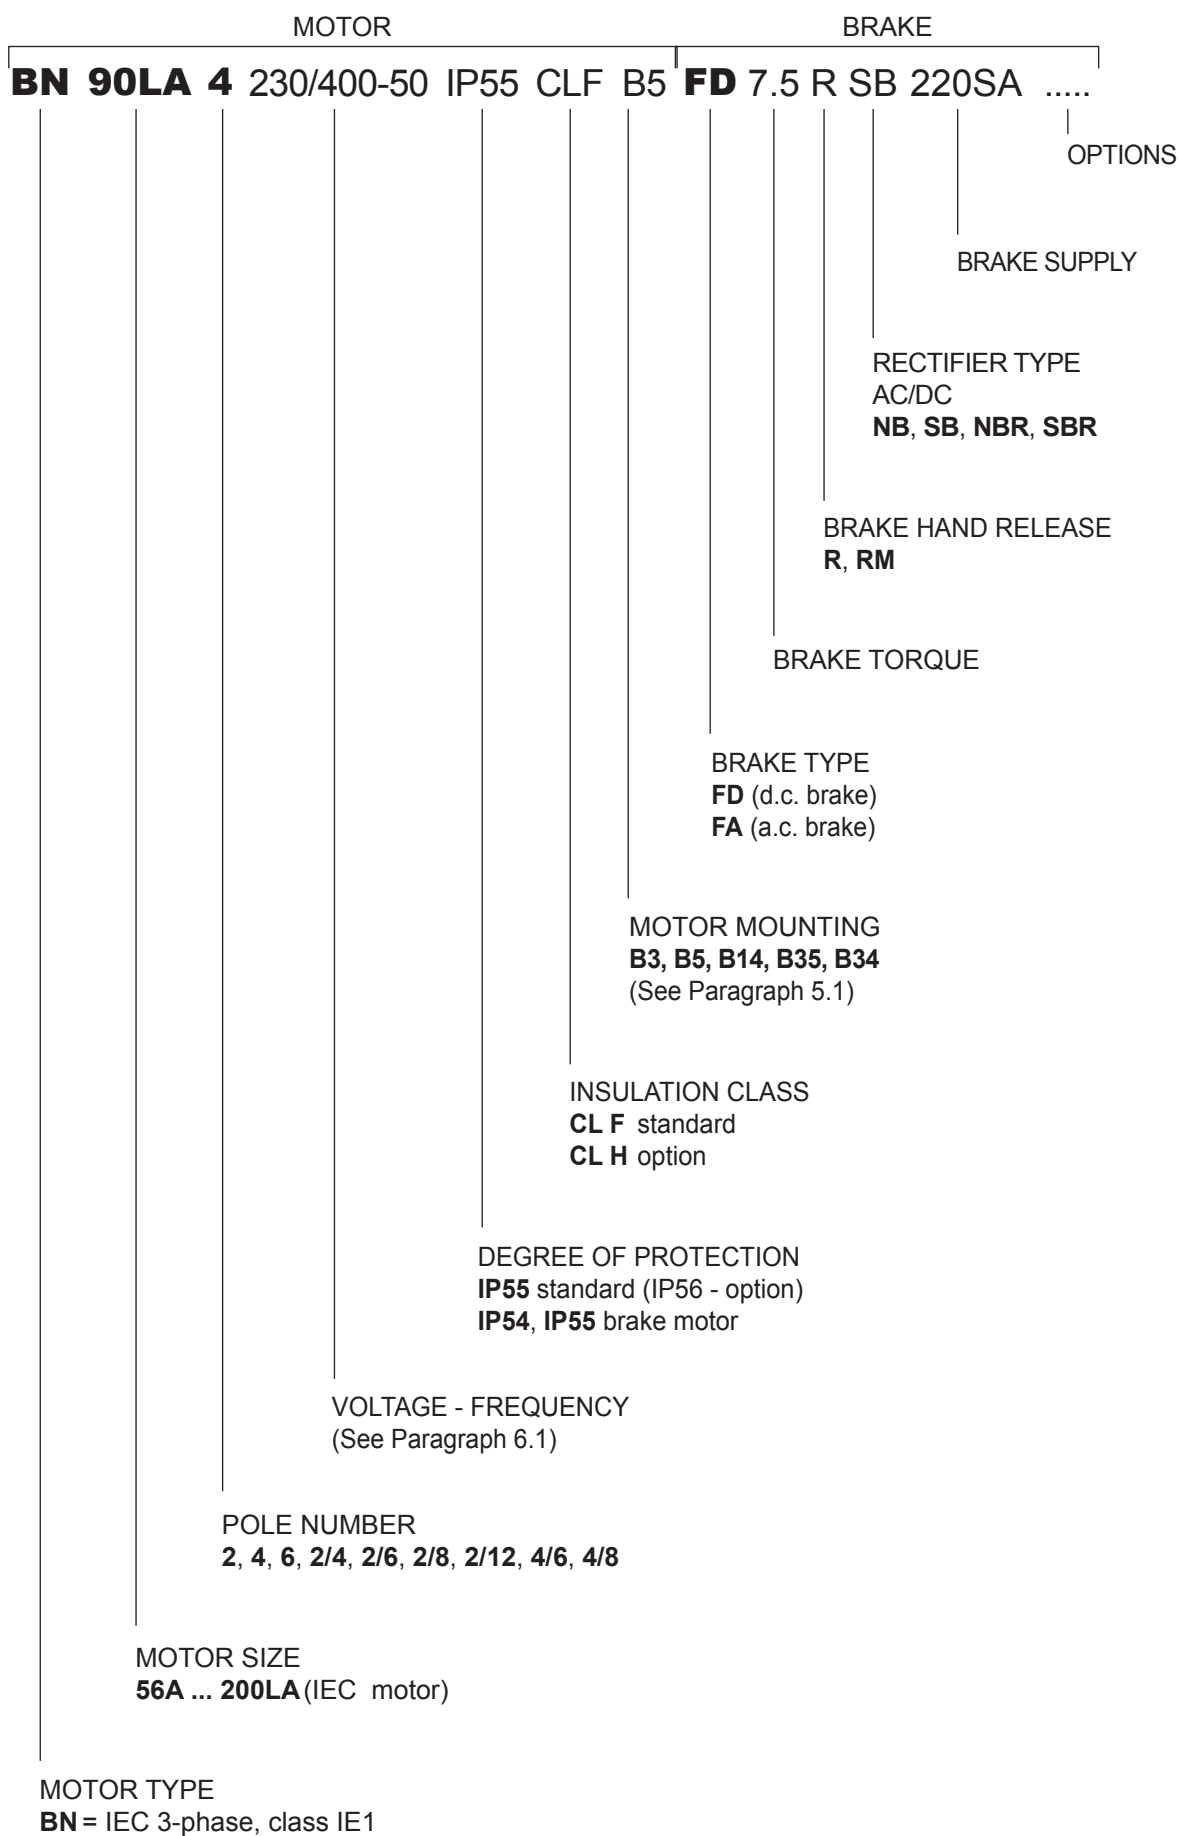 MOTOR BRAKE
BN 90LA 4 230/400-50 IP55 CLF B5 FD 7.5 R SB 220SA .....
OPTIONS
BRAKE SUPPLY
RECTIFIER TYPE
AC/DC
NB, SB, NBR, SBR
BRAKE HAND RELEASE
R, RM
BRAKE TORQUE
BRAKE TYPE
FD (d.c. brake)
FA (a.c. brake)
MOTOR MOUNTING
B3, B5, B14, B35, B34
(See Paragraph 5.1)
INSULATION CLASS
CL F standard
CL H option
DEGREE OF PROTECTION
IP55 standard (IP56 - option)
IP54, IP55 brake motor
VOLTAGE - FREQUENCY
(See Paragraph 6.1)
POLE NUMBER
2, 4, 6, 2/4, 2/6, 2/8, 2/12, 4/6, 4/8
MOTOR SIZE
56A ... 200LA (IEC motor)
MOTOR TYPE
BN = IEC 3-phase, class IE1